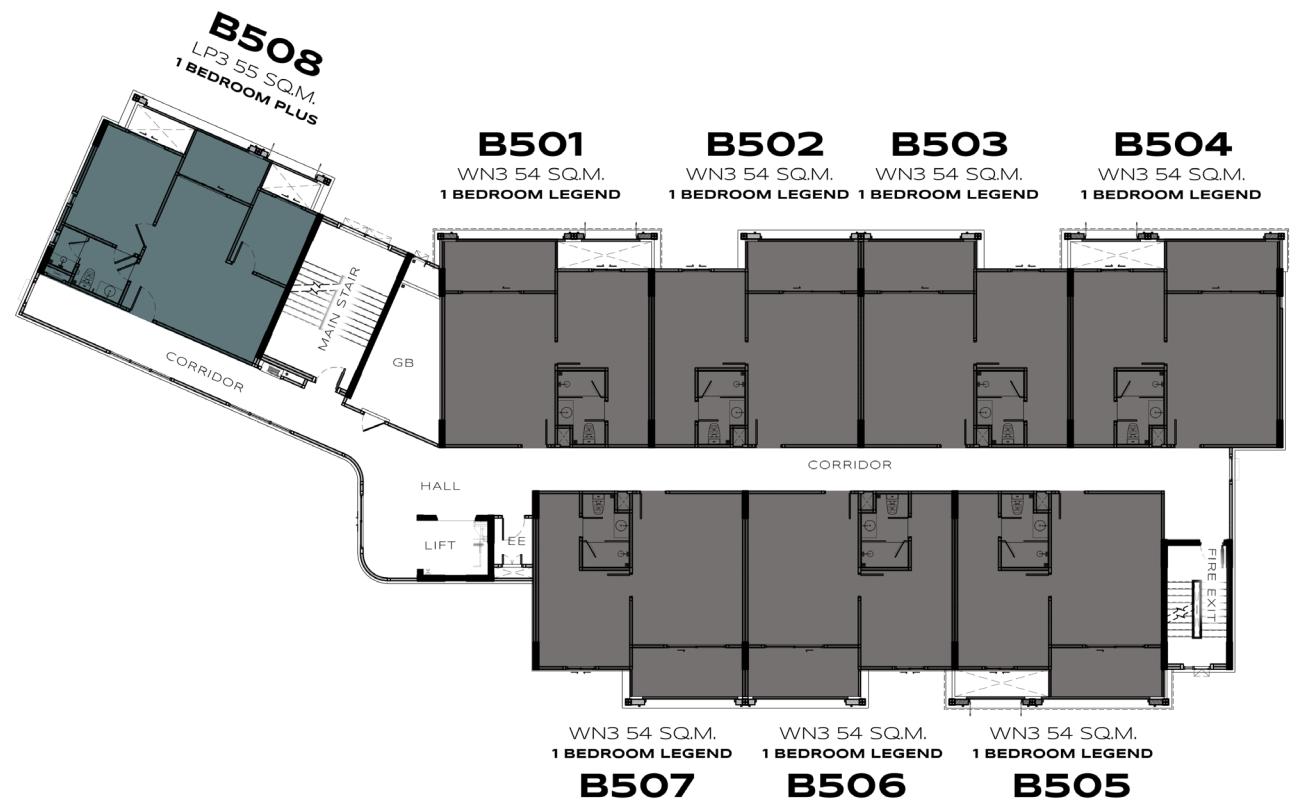 B508
LP3 55 SQ.M.
1 BEDROOM PLUS
B501
WN3 54 SQ.M.
1 BEDROOM LEGEND
B502
WN3 54 SQ.M.
1 BEDROOM LEGEND
B503
WN3 54 SQ.M.
1 BEDROOM LEGEND
B504
WN3 54 SQ.M.
1 BEDROOM LEGEND
MAIN STAIR
GB
CORRIDOR
CORRIDOR
HALL
LIFT
EE
FIRE EXIT
WN3 54 SQ.M.
1 BEDROOM LEGEND
B507
WN3 54 SQ.M.
1 BEDROOM LEGEND
B506
WN3 54 SQ.M.
1 BEDROOM LEGEND
B505